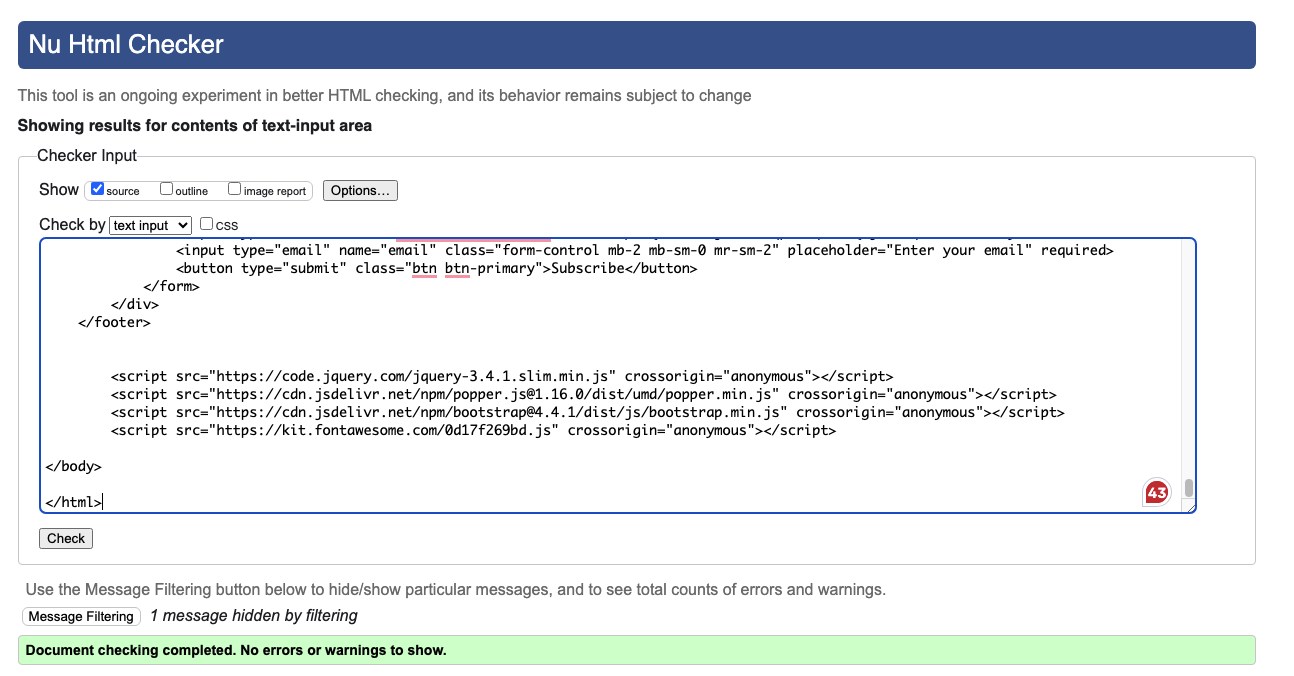 Nu Html Checker
This tool is an ongoing experiment in better HTML checking, and its behavior remains subject to change
Showing results for contents of text-input area
Checker Input
Show source outline image report Options…
Check by text input css
<input type="email" name="email" class="form-control mb-2 mb-sm-0 mr-sm-2" placeholder="Enter your email" required>
<button type="submit" class="btn btn-primary">Subscribe</button>
</form>
</div>
</footer>
<script src="https://code.jquery.com/jquery-3.4.1.slim.min.js" crossorigin="anonymous"></script>
<script src="https://cdn.jsdelivr.net/npm/popper.js@1.16.0/dist/umd/popper.min.js" crossorigin="anonymous"></script>
<script src="https://cdn.jsdelivr.net/npm/bootstrap@4.4.1/dist/js/bootstrap.min.js" crossorigin="anonymous"></script>
<script src="https://kit.fontawesome.com/0d17f269bd.js" crossorigin="anonymous"></script>
</body>
43
</html>
Check
Use the Message Filtering button below to hide/show particular messages, and to see total counts of errors and warnings.
Message Filtering 1 message hidden by filtering
Document checking completed. No errors or warnings to show.